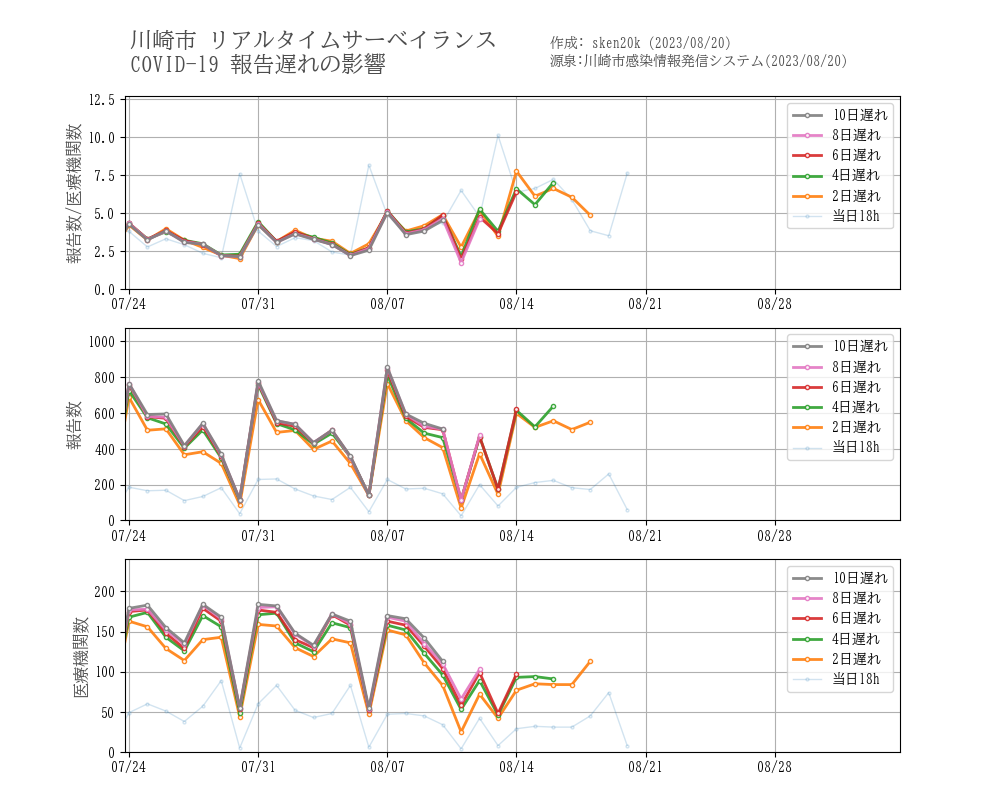 川崎市 リアルタイムサーベイランス
COVID-19 報告遅れの影響
作成: sken20k (2023/08/20)
源泉:川崎市感染情報発信システム(2023/08/20)
報告数/医療機関数
12.5
10.0
7.5
5.0
2.5
0.0
07/24
07/31
08/07
08/14
08/21
08/28
10日遅れ
8日遅れ
6日遅れ
4日遅れ
2日遅れ
当日18h
報告数
1000
800
600
400
200
0
07/24
07/31
08/07
08/14
08/21
08/28
10日遅れ
8日遅れ
6日遅れ
4日遅れ
2日遅れ
当日18h
医療機関数
200
150
100
50
0
07/24
07/31
08/07
08/14
08/21
08/28
10日遅れ
8日遅れ
6日遅れ
4日遅れ
2日遅れ
当日18h